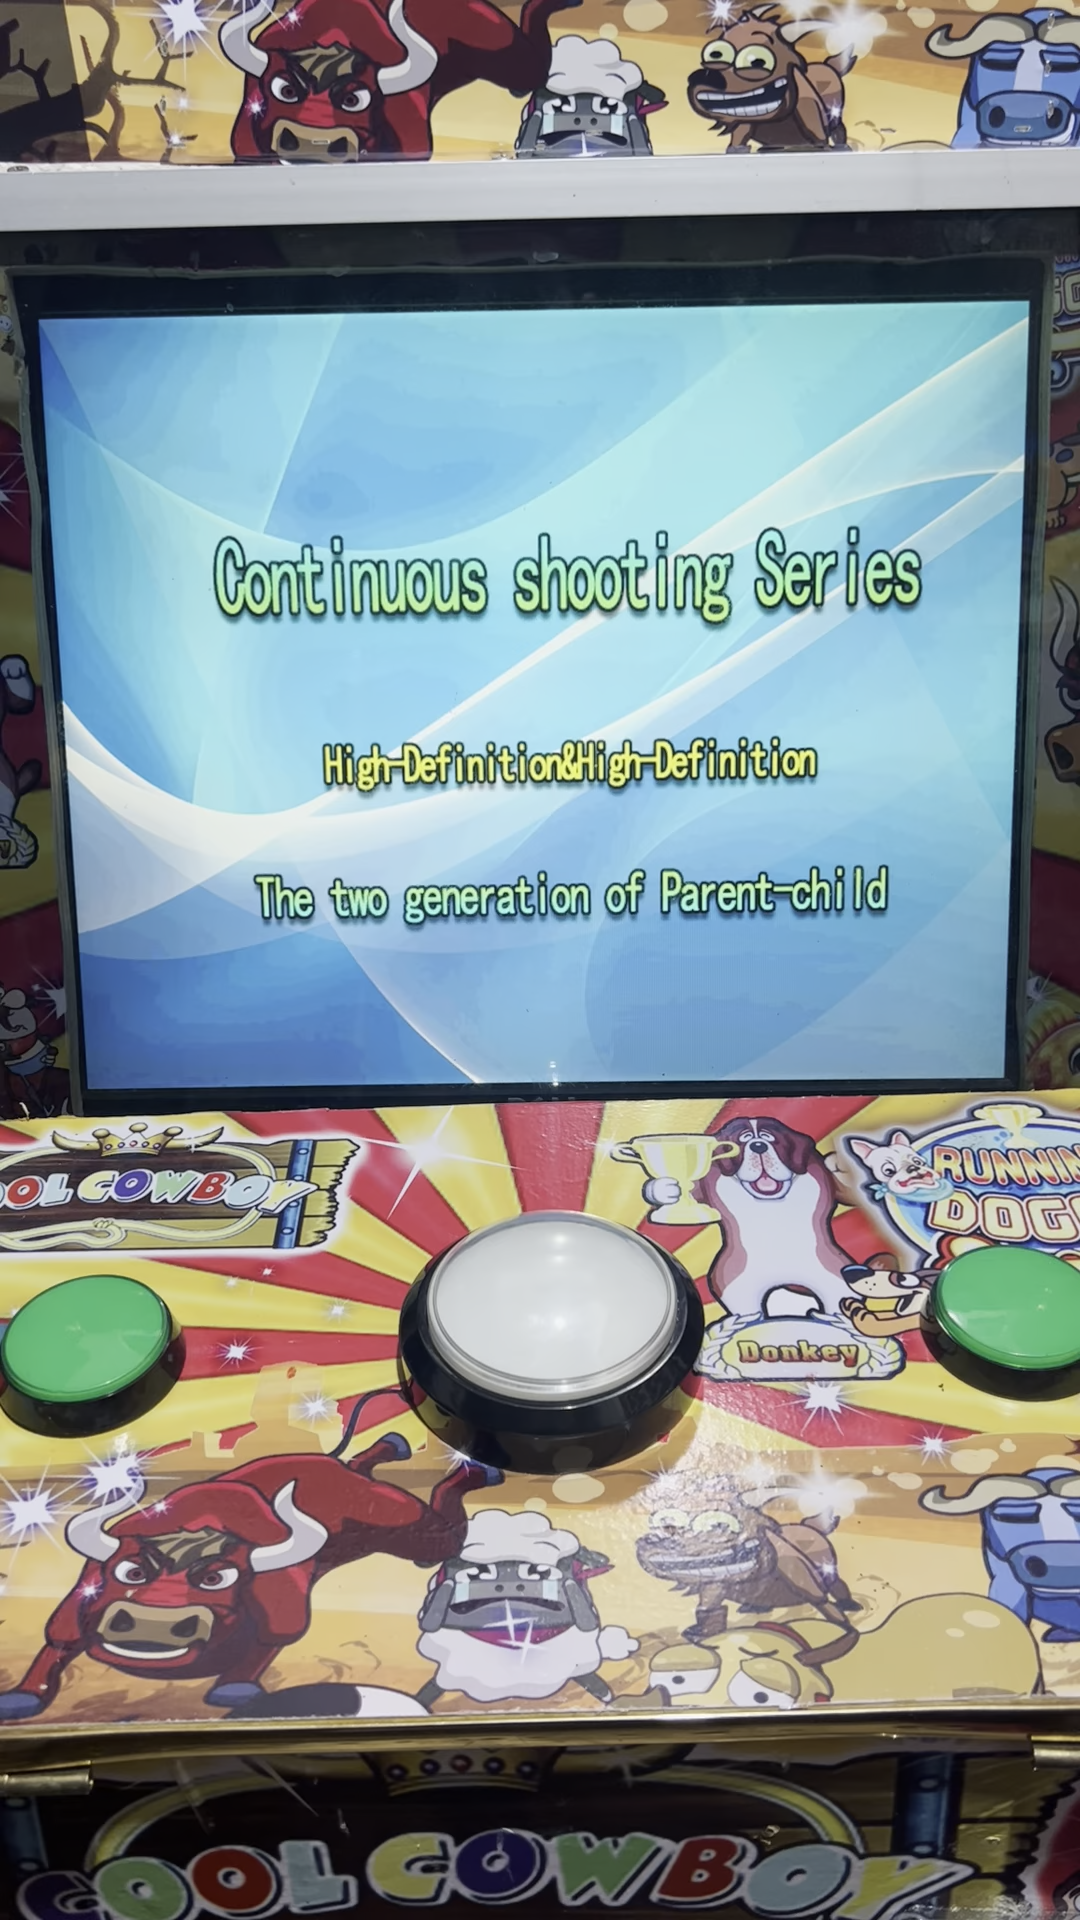 Continuous shooting Series
High-Definition&High-Definition
The two generation of Parent-child
OOL COWBOY
RUNNIN
DOG
Donkey
COOL COWBOY